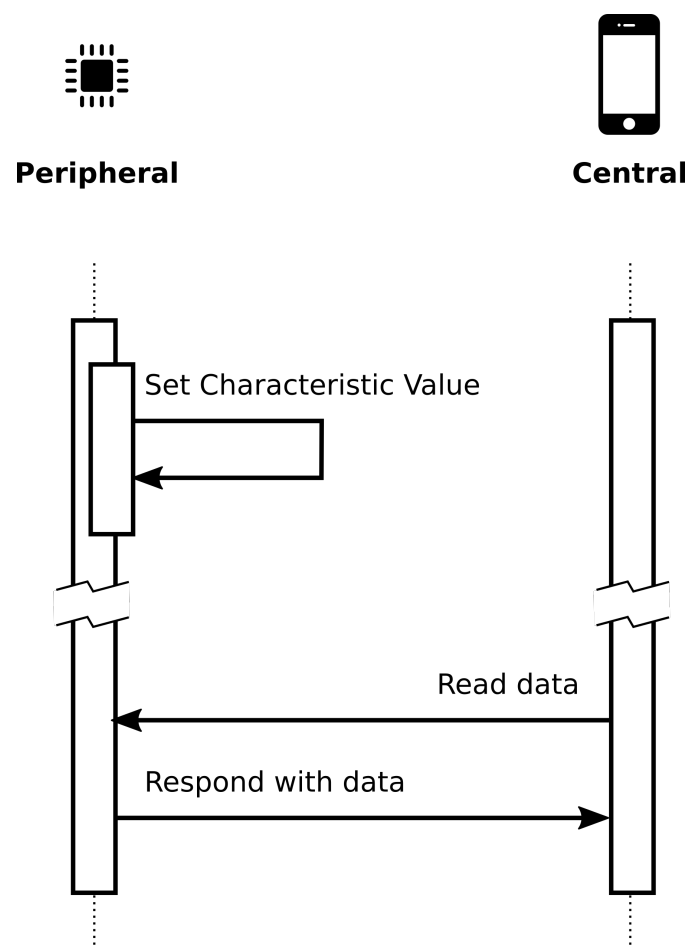 Peripheral
Central
Set Characteristic Value
Read data
Respond with data